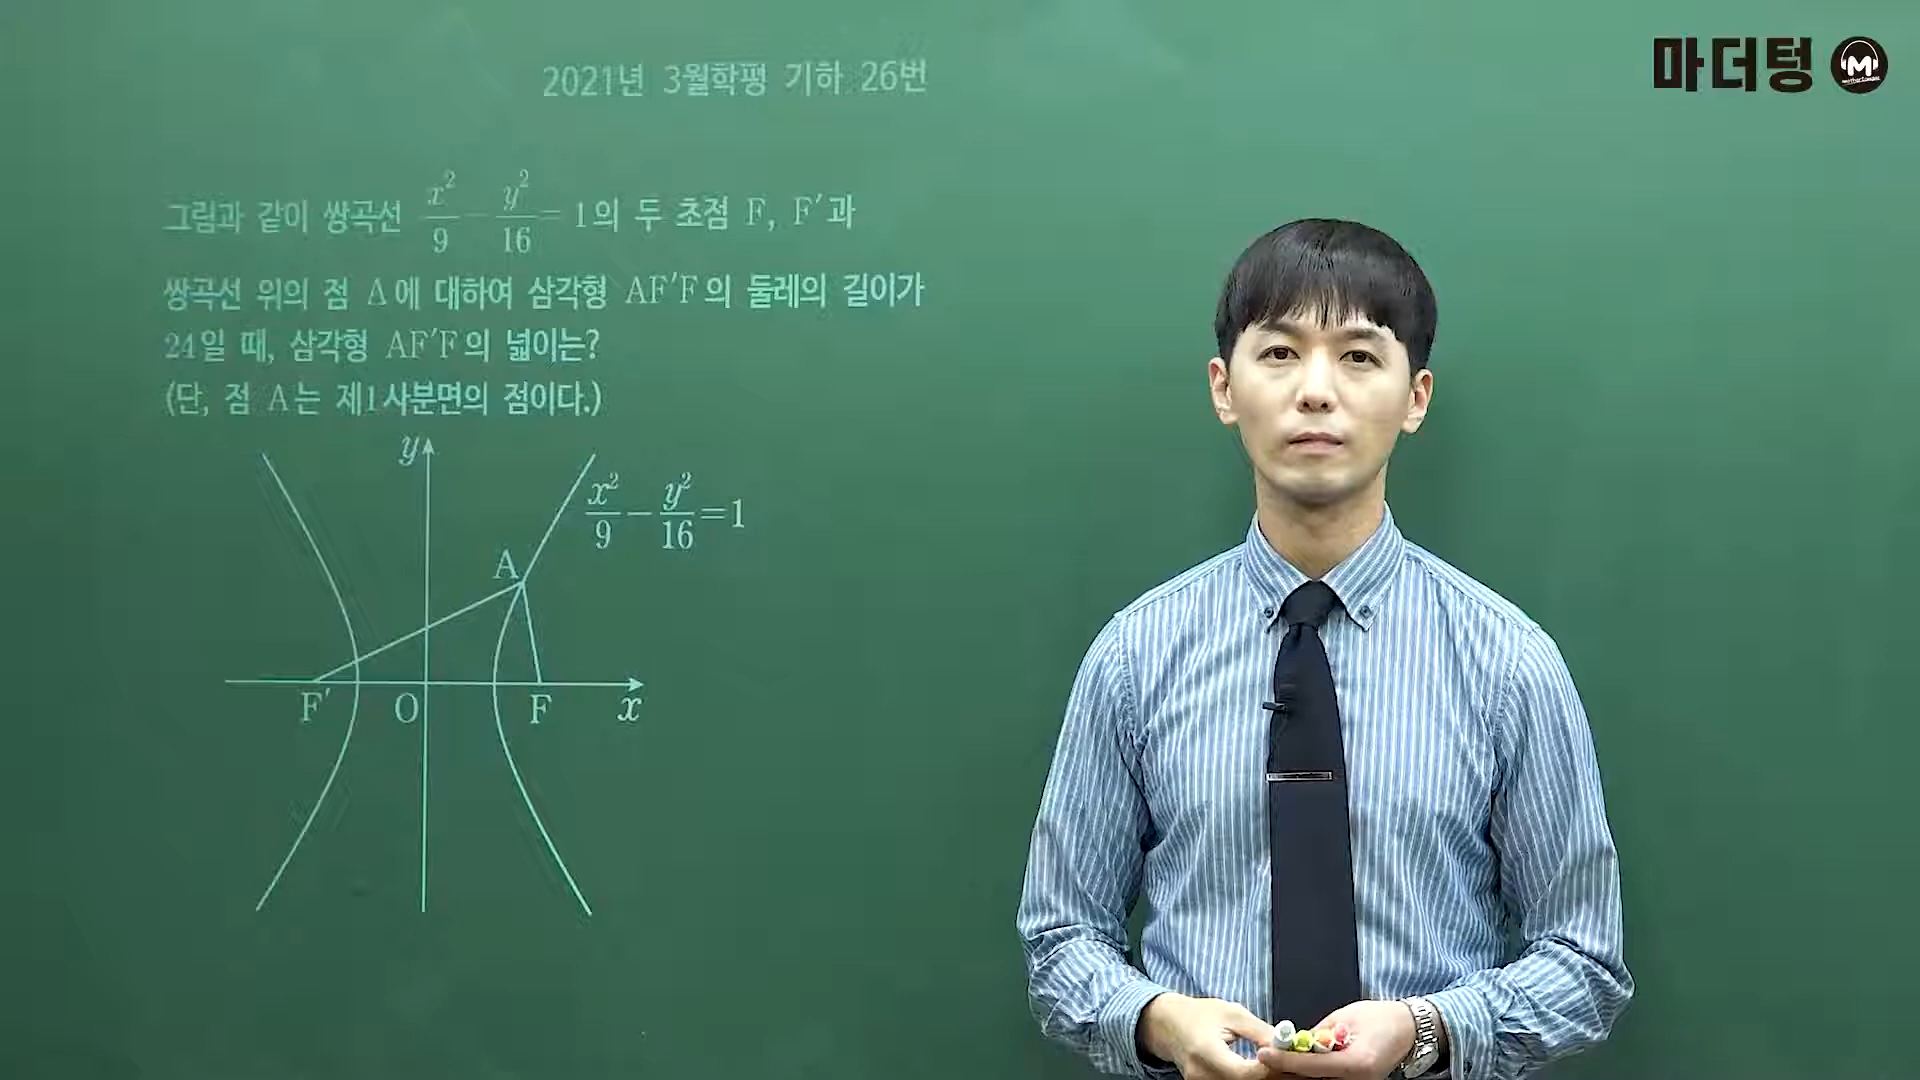 마더텅 M
2021년 3월학평 기하 26번
그림과 같이 쌍곡선 x²/9 - y²/16 = 1의 두 초점 F, F′과
쌍곡선 위의 점 A에 대하여 삼각형 AF′F의 둘레의 길이가
24일 때, 삼각형 AF′F의 넓이는?
(단, 점 A는 제1사분면의 점이다.)
y
x²/9 - y²/16 = 1
A
F′ O F x